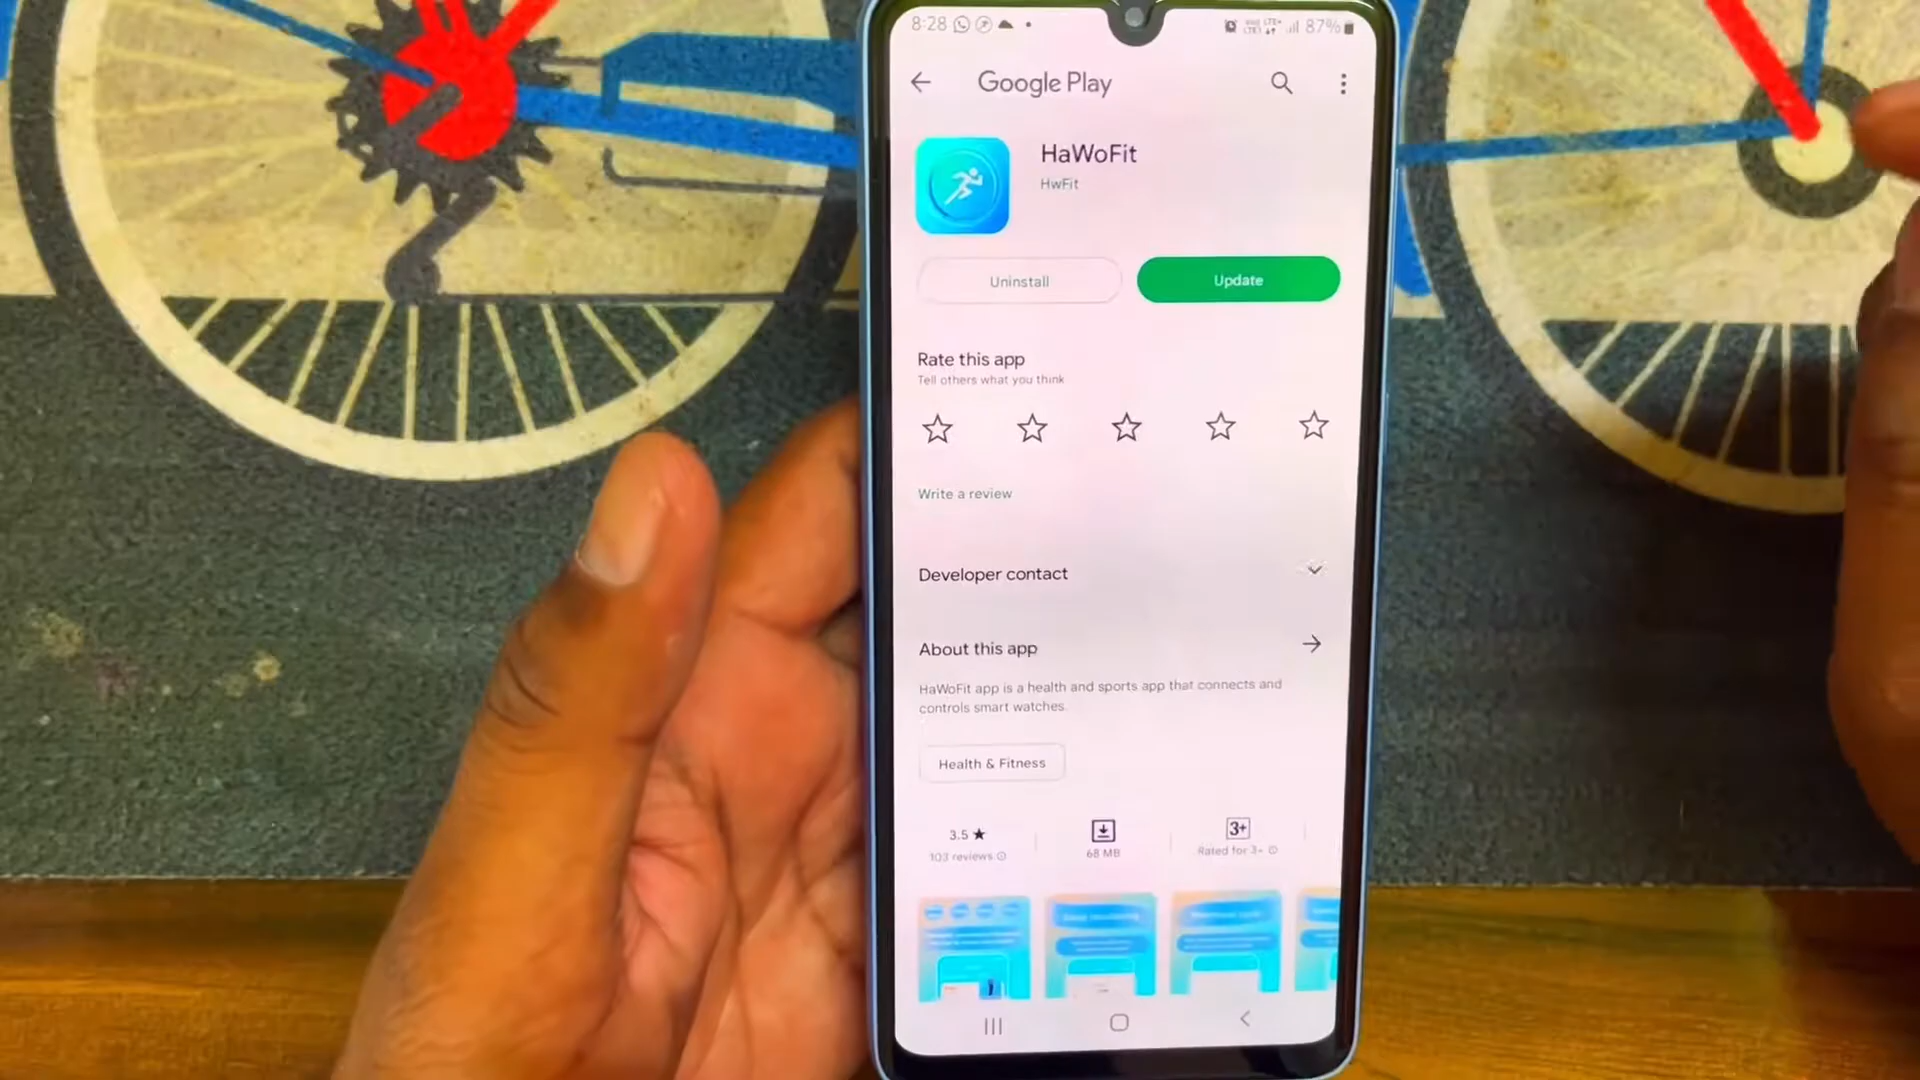 8:28
87%
Google Play
HaWoFit
HwFit
Uninstall
Update
Rate this app
Tell others what you think
Write a review
Developer contact
About this app
HaWoFit app is a health and sports app that connects and
controls smart watches.
Health & Fitness
3.5 ★
103 reviews
68 MB
3+
Rated for 3+